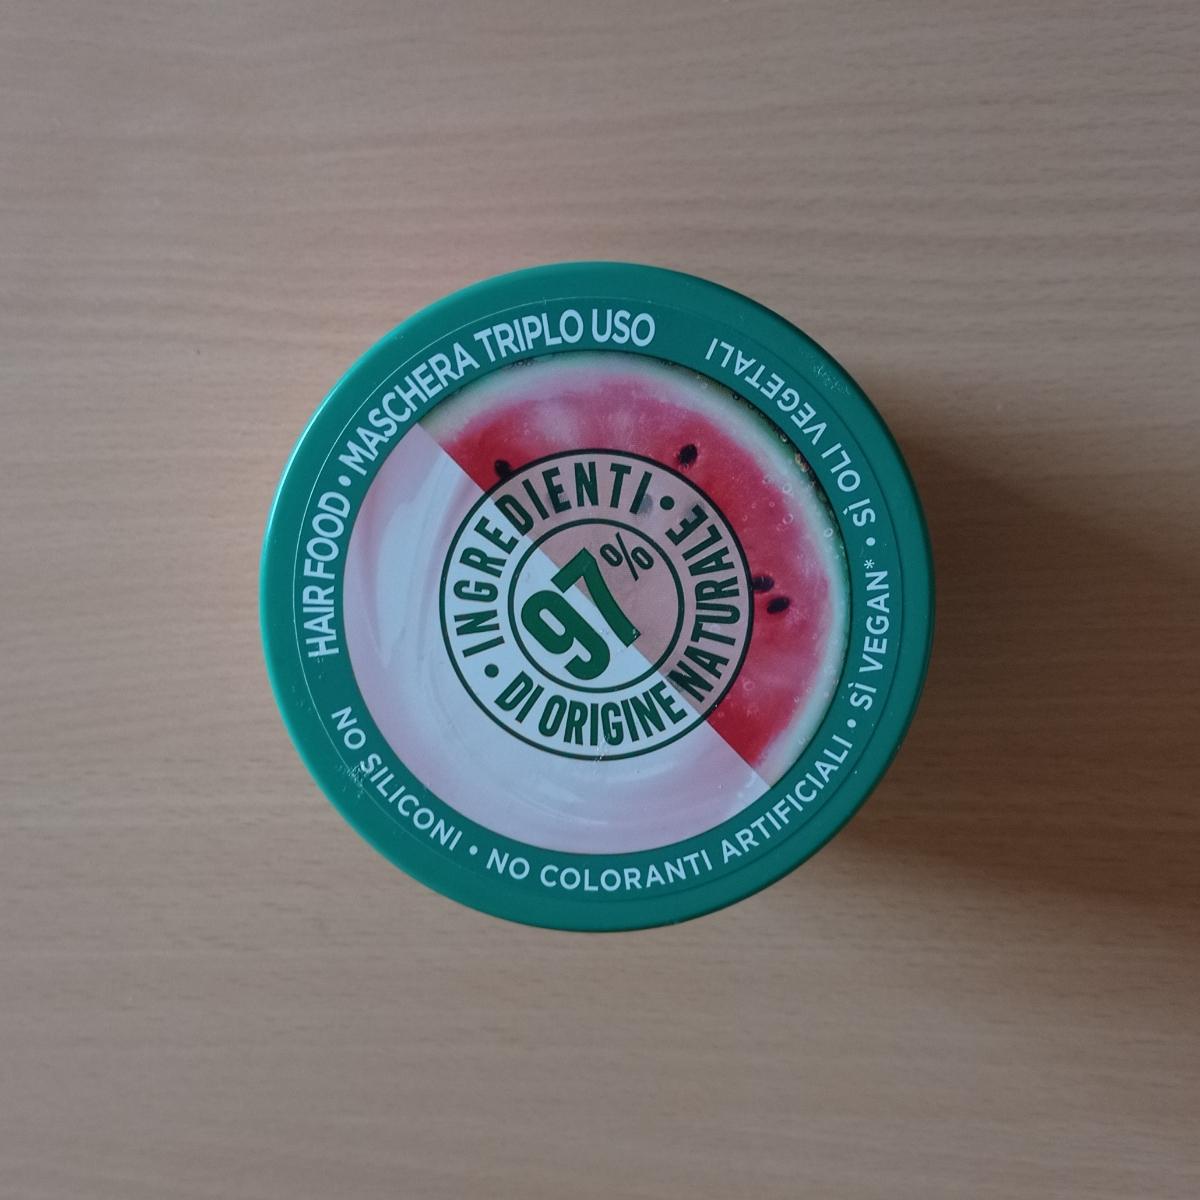 HAIR FOOD • MASCHERA TRIPLO USO
NO SILICONI • NO COLORANTI ARTIFICIALI • SÌ VEGAN* • SÌ OLI VEGETALI
• INGREDIENTI • DI ORIGINE NATURALE
97%